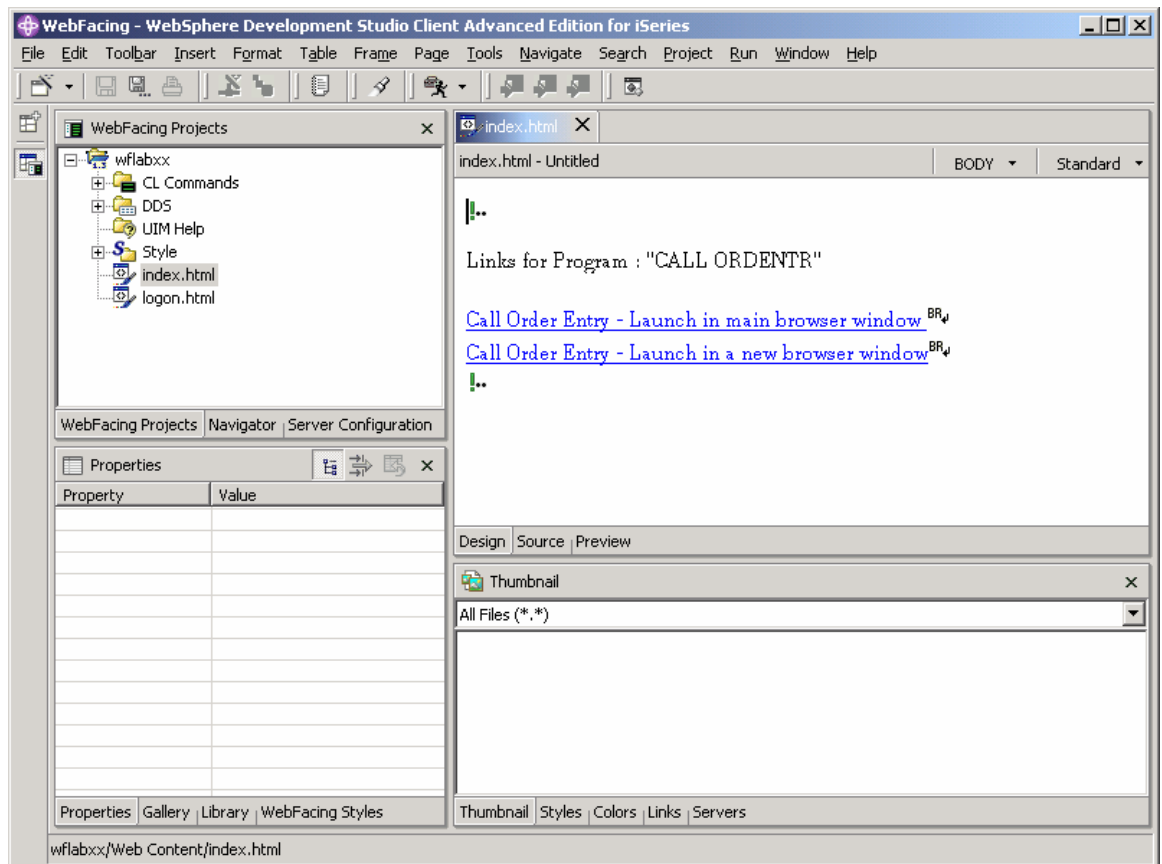 WebFacing - WebSphere Development Studio Client Advanced Edition for iSeries
File Edit Toolbar Insert Format Table Frame Page Tools Navigate Search Project Run Window Help
WebFacing Projects
wflabxx
CL Commands
DDS
UIM Help
Style
index.html
logon.html
WebFacing Projects Navigator Server Configuration
index.html
index.html - Untitled BODY Standard
Links for Program : "CALL ORDENTR"
Call Order Entry - Launch in main browser window BR
Call Order Entry - Launch in a new browser window BR
Design Source Preview
Properties
Property Value
Properties Gallery Library WebFacing Styles
Thumbnail
All Files (*.*)
Thumbnail Styles Colors Links Servers
wflabxx/Web Content/index.html